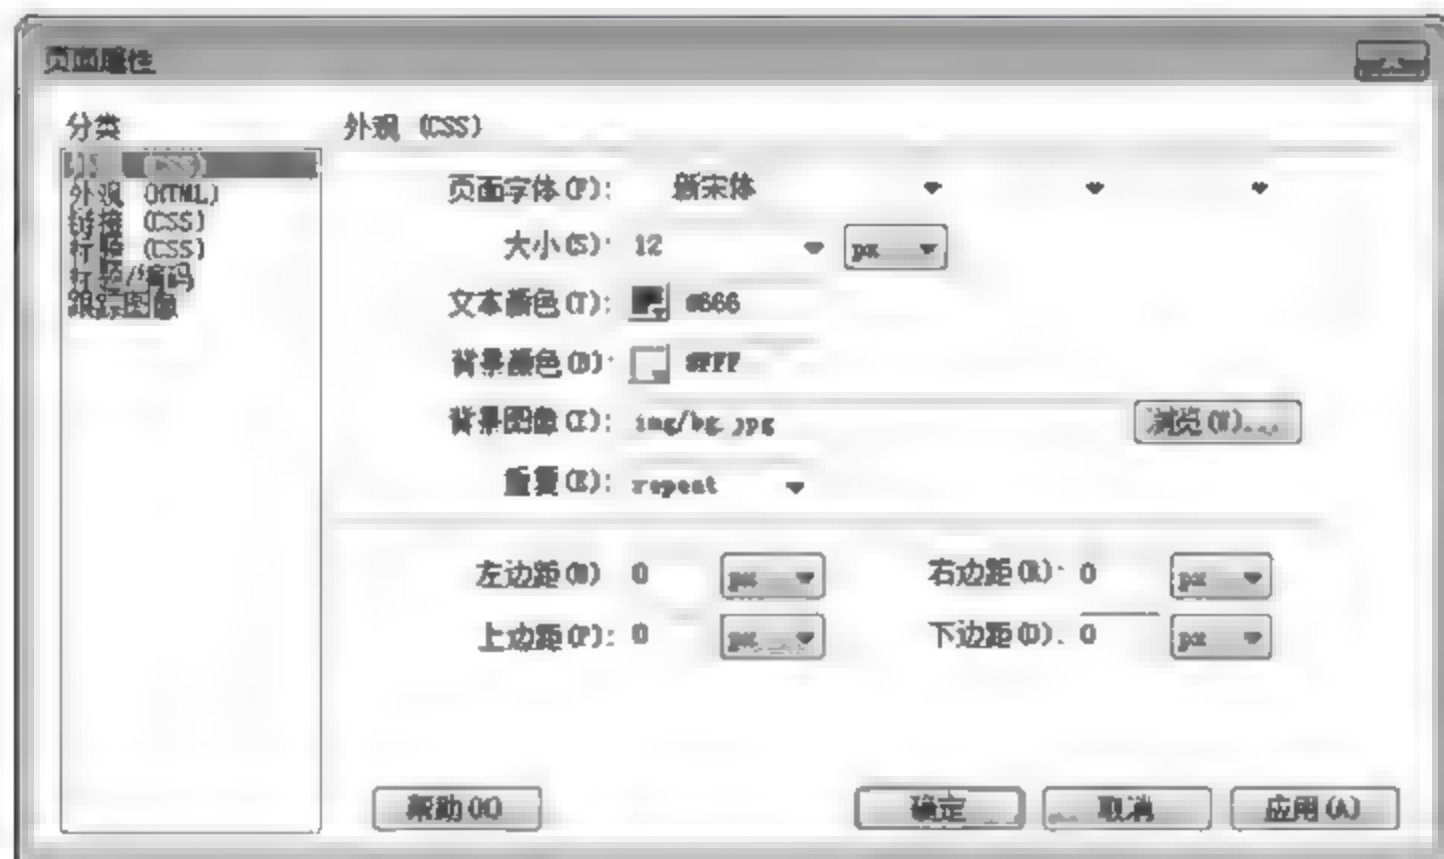 页面属性
分类
外观 (CSS)
(CSS)
外观 (HTML)
链接 (CSS)
标题 (CSS)
标题/编码
跟踪图像
页面字体(F): 新宋体
大小(S): 12 px
文本颜色(T): #666
背景颜色(B): #FFF
背景图像(I): img/bg.jpg 浏览(W)...
重复(E): repeat
左边距(M) 0 px 右边距(R): 0 px
上边距(P): 0 px 下边距(O): 0 px
帮助(H) 确定 取消 应用(A)